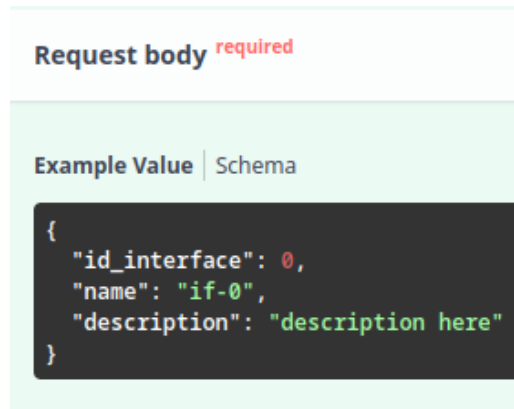 Request body required
Example Value Schema
{
"id_interface": 0,
"name": "if-0",
"description": "description here"
}